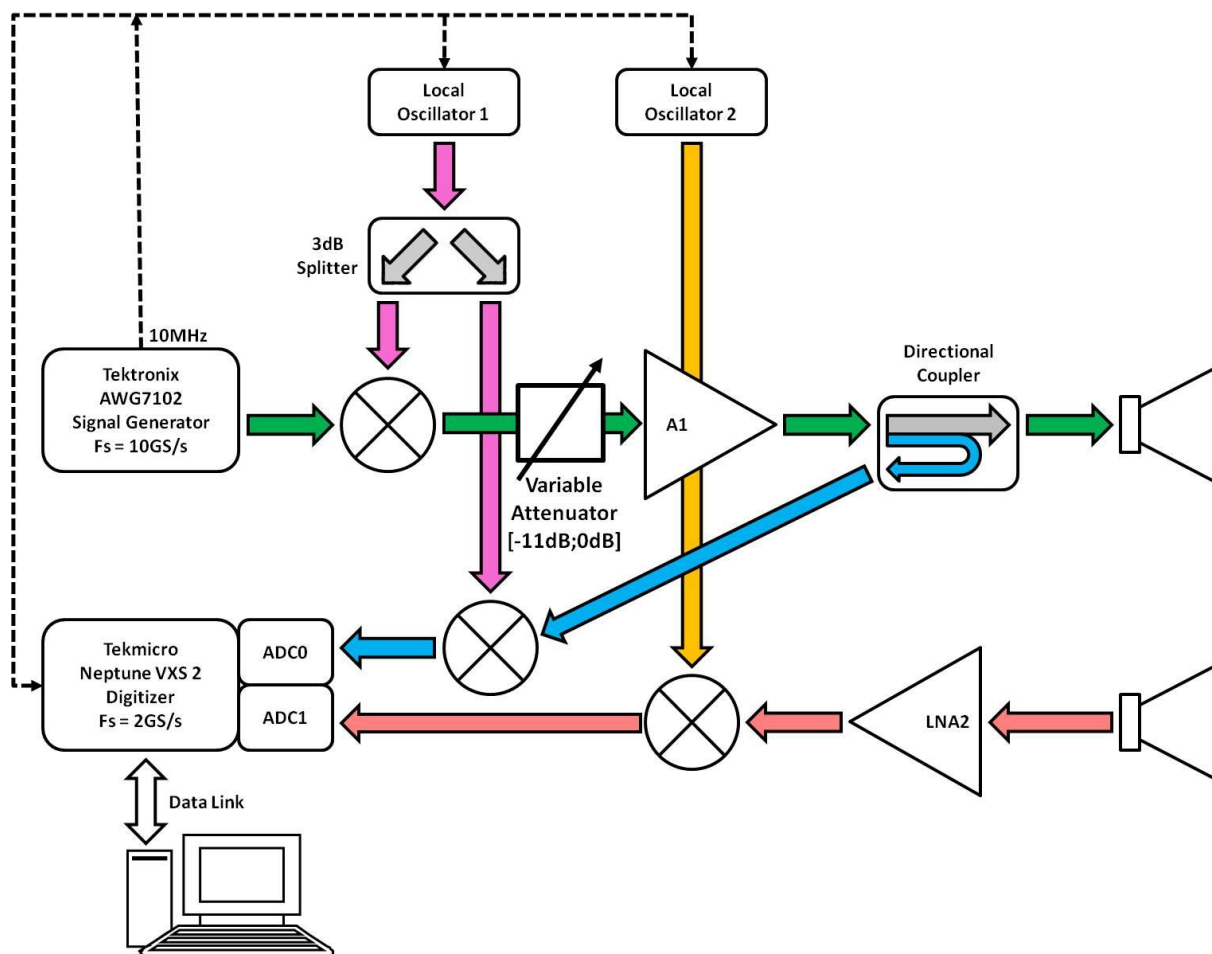 Local
Oscillator 1
Local
Oscillator 2
3dB
Splitter
10MHz
Tektronix
AWG7102
Signal Generator
Fs = 10GS/s
Variable
Attenuator
[-11dB;0dB]
A1
Directional
Coupler
Tekmicro
Neptune VXS 2
Digitizer
Fs = 2GS/s
ADC0
ADC1
LNA2
Data Link